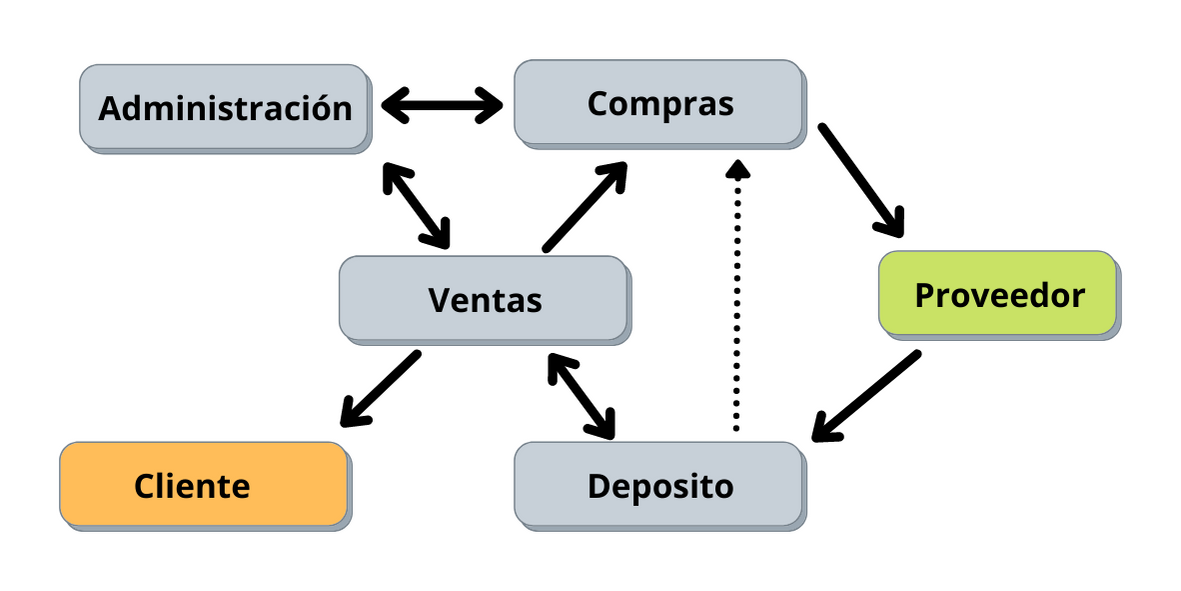 Administración
Compras
Ventas
Proveedor
Cliente
Deposito